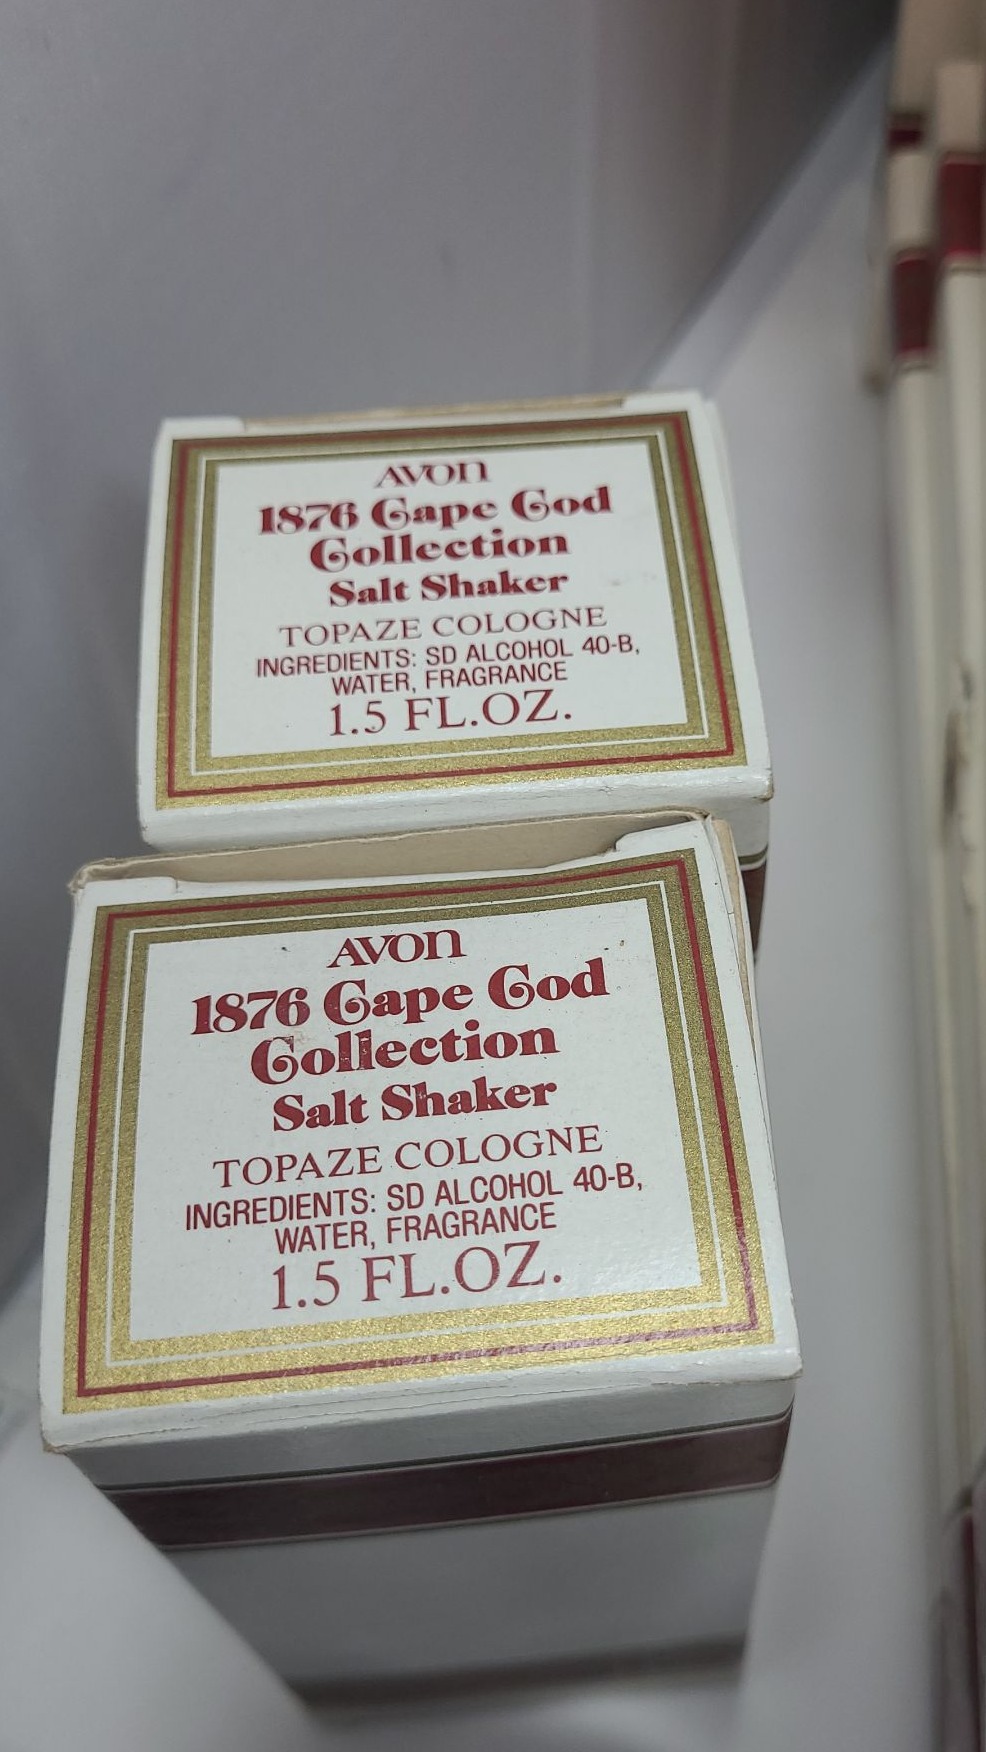 AVON
1876 Cape Cod
Collection
Salt Shaker
TOPAZE COLOGNE
INGREDIENTS: SD ALCOHOL 40-B,
WATER, FRAGRANCE
1.5 FL.OZ.
AVON
1876 Cape Cod
Collection
Salt Shaker
TOPAZE COLOGNE
INGREDIENTS: SD ALCOHOL 40-B,
WATER, FRAGRANCE
1.5 FL.OZ.